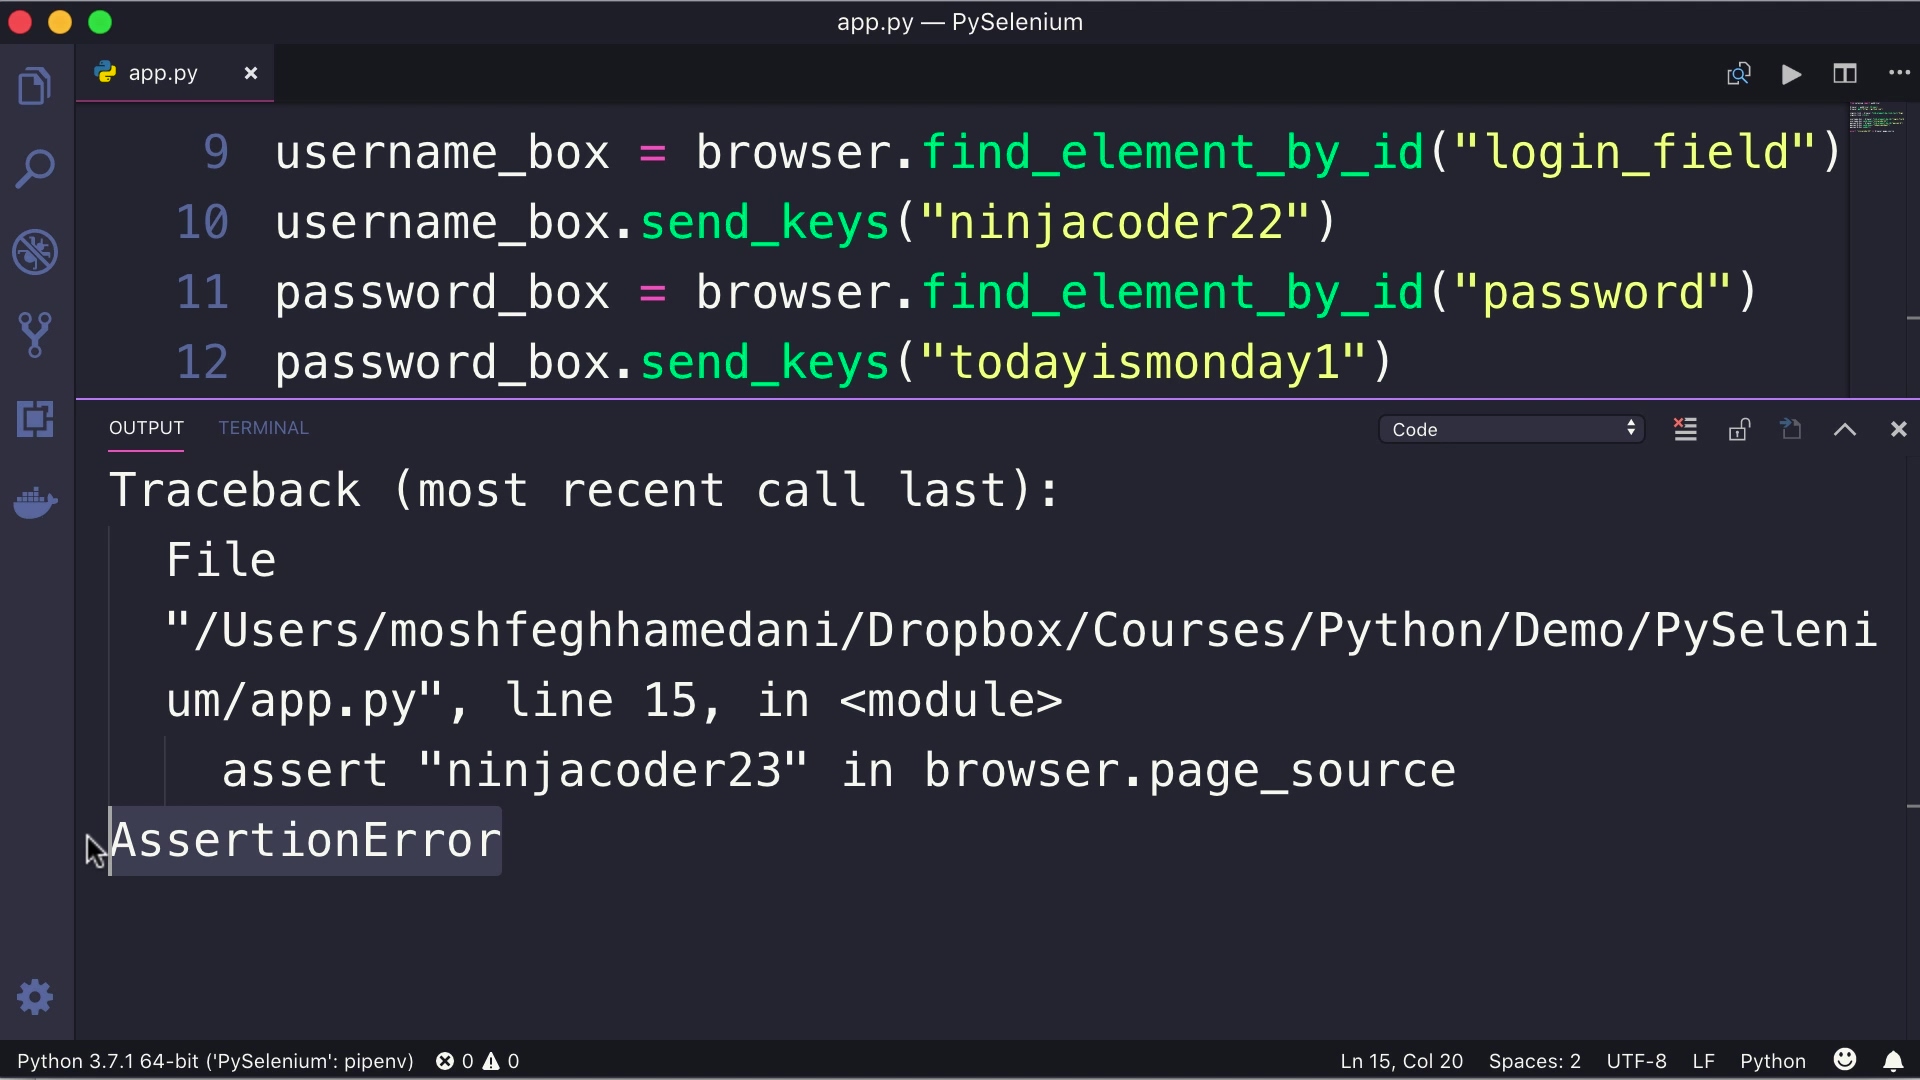 app.py — PySelenium
app.py
9 username_box = browser.find_element_by_id("login_field")
10 username_box.send_keys("ninjacoder22")
11 password_box = browser.find_element_by_id("password")
12 password_box.send_keys("todayismonday1")
OUTPUT TERMINAL Code
Traceback (most recent call last):
File
"/Users/moshfeghhamedani/Dropbox/Courses/Python/Demo/PySeleni
um/app.py", line 15, in <module>
assert "ninjacoder23" in browser.page_source
AssertionError
Python 3.7.1 64-bit ('PySelenium': pipenv) 0 0 Ln 15, Col 20 Spaces: 2 UTF-8 LF Python